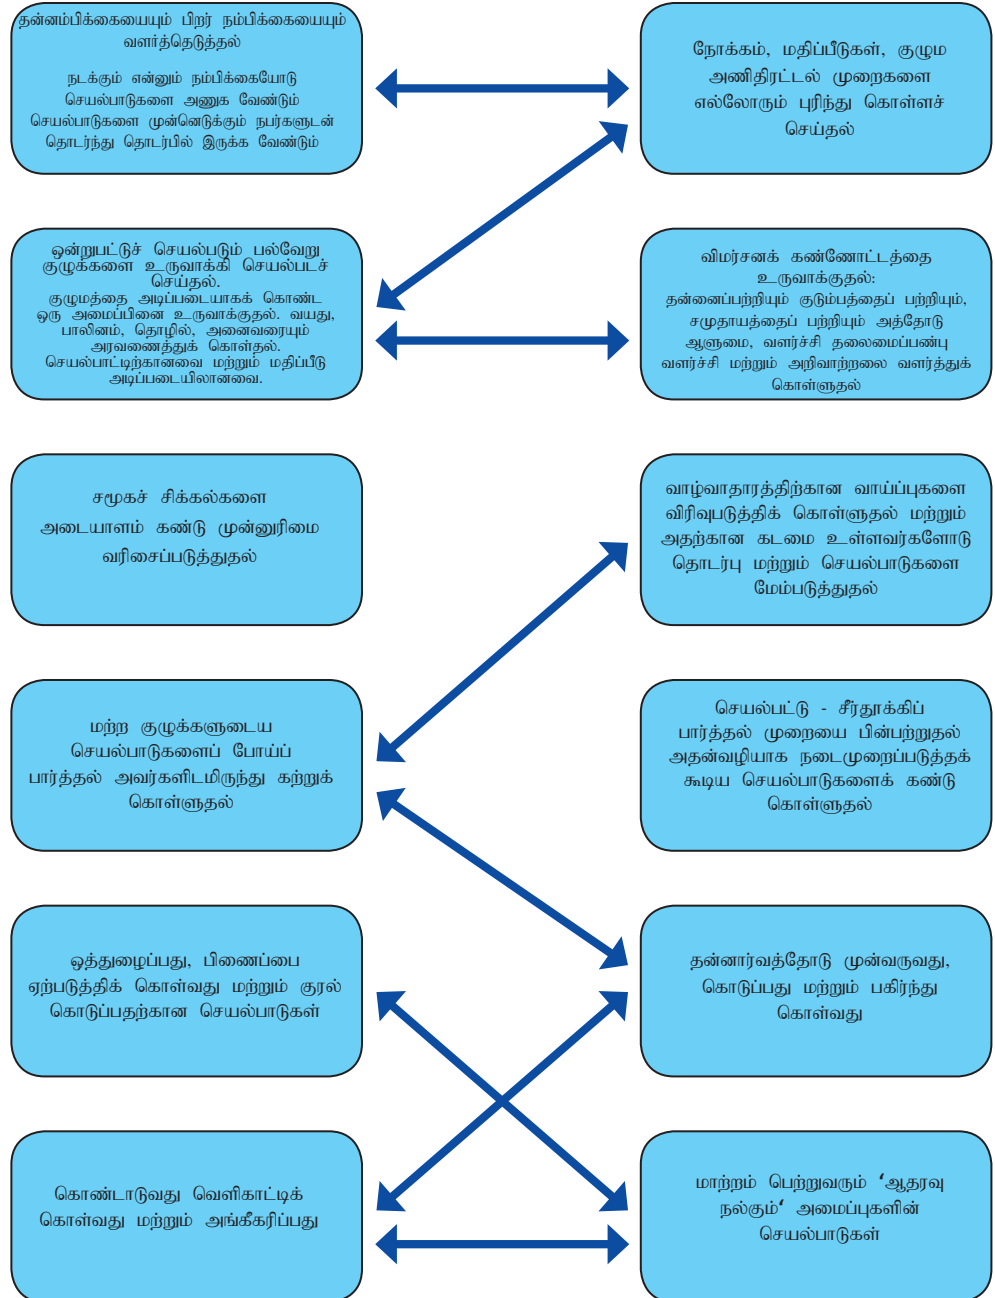 தன்னம்பிக்கையையும் பிறர் நம்பிக்கையையும்
வளர்த்தெடுத்தல்
நடக்கும் என்னும் நம்பிக்கையோடு
செயல்பாடுகளை அணுக வேண்டும்
செயல்பாடுகளை முன்னெடுக்கும் நபர்களுடன்
தொடர்ந்து தொடர்பில் இருக்க வேண்டும்
நோக்கம், மதிப்பீடுகள், குழும
அணிதிரட்டல் முறைகளை
எல்லோரும் புரிந்து கொள்ளச்
செய்தல்
ஒன்றுபட்டுச் செயல்படும் பல்வேறு
குழுக்களை உருவாக்கி செயல்படச்
செய்தல்.
குழுமத்தை அடிப்படையாகக் கொண்ட
ஒரு அமைப்பினை உருவாக்குதல். வயது,
பாலினம், தொழில், அனைவரையும்
அரவணைத்துக் கொள்தல்.
செயல்பாட்டிற்கானவை மற்றும் மதிப்பீடு
அடிப்படையிலானவை.
விமர்சனக் கண்ணோட்டத்தை
உருவாக்குதல்:
தன்னைப்பற்றியும் குடும்பத்தைப் பற்றியும்,
சமுதாயத்தைப் பற்றியும் அத்தோடு
ஆளுமை, வளர்ச்சி தலைமைப்பண்பு
வளர்ச்சி மற்றும் அறிவாற்றலை வளர்த்துக்
கொள்ளுதல்
சமூகச் சிக்கல்களை
அடையாளம் கண்டு முன்னுரிமை
வரிசைப்படுத்துதல்
வாழ்வாதாரத்திற்கான வாய்ப்புகளை
விரிவுபடுத்திக் கொள்ளுதல் மற்றும்
அதற்கான கடமை உள்ளவர்களோடு
தொடர்பு மற்றும் செயல்பாடுகளை
மேம்படுத்துதல்
மற்ற குழுக்களுடைய
செயல்பாடுகளைப் போய்ப்
பார்த்தல் அவர்களிடமிருந்து கற்றுக்
கொள்ளுதல்
செயல்பட்டு - சீர்தூக்கிப்
பார்த்தல் முறையை பின்பற்றுதல்
அதன்வழியாக நடைமுறைப்படுத்தக்
கூடிய செயல்பாடுகளைக் கண்டு
கொள்ளுதல்
ஒத்துழைப்பது, பிணைப்பை
ஏற்படுத்திக் கொள்வது மற்றும் குரல்
கொடுப்பதற்கான செயல்பாடுகள்
தன்னார்வத்தோடு முன்வருவது,
கொடுப்பது மற்றும் பகிர்ந்து
கொள்வது
கொண்டாடுவது வெளிகாட்டிக்
கொள்வது மற்றும் அங்கீகரிப்பது
மாற்றம் பெற்றுவரும் ‘ஆதரவு
நல்கும்‘ அமைப்புகளின்
செயல்பாடுகள்